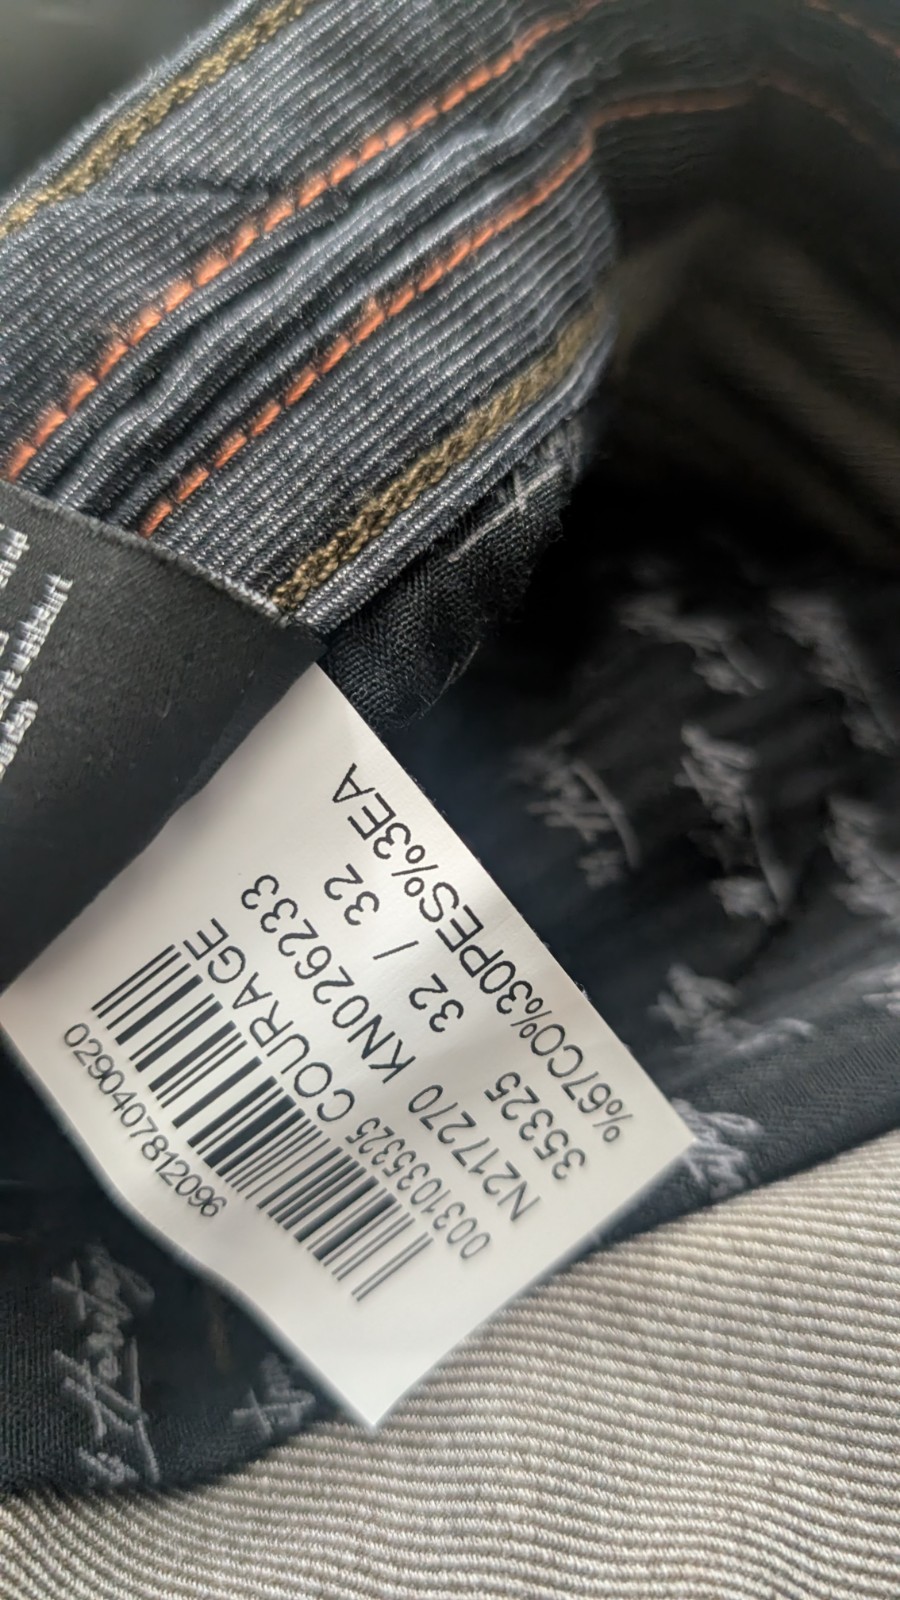 0290407812096
COURAGE
0031035325 KN026233
N217270 32 / 32
35325
%67CO%30PES%3EA